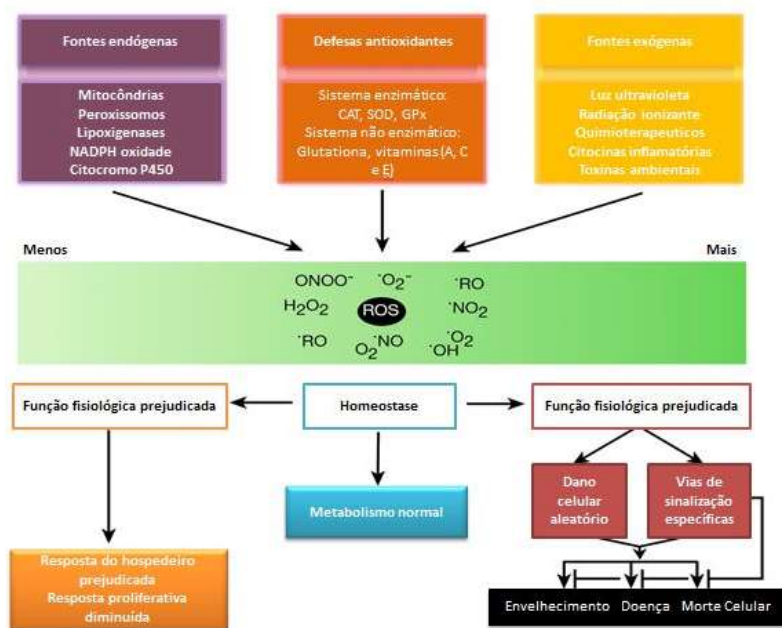 Fontes endógenas
Mitocôndrias
Peroxissomos
Lipoxigenases
NADPH oxidade
Citocromo P450
Defesas antioxidantes
Sistema enzimático:
CAT, SOD, GPx
Sistema não enzimático:
Glutationa, vitaminas (A, C
e E)
Fontes exógenas
Luz ultravioleta
Radiação ionizante
Quimioterapeuticos
Citocinas inflamatórias
Toxinas ambientais
Menos
Mais
ONOO⁻ ˙O₂⁻ ˙RO
H₂O₂ ROS ˙NO₂
˙RO O₂ ˙NO ˙OH ˙O₂
Função fisiológica prejudicada
Homeostase
Função fisiológica prejudicada
Dano
celular
aleatório
Vias de
sinalização
específicas
Metabolismo normal
Resposta do hospedeiro
prejudicada
Resposta proliferativa
diminuída
Envelhecimento Doença Morte Celular